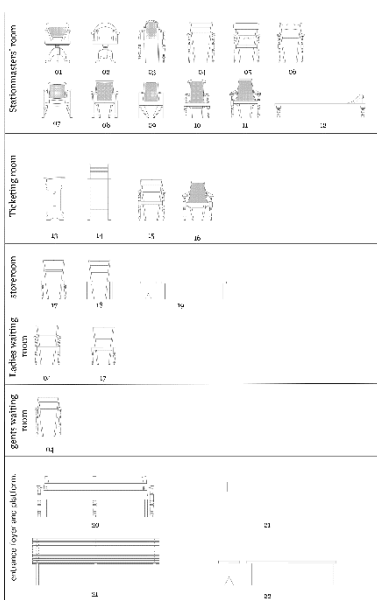 Stationmasters' room
01 02 03 04 05 06
07 08 09 10 11 12
Ticketing room
13 14 15 16
storeroom
17 18 19
Ladies waiting
room
04 17
gents waiting
room
04
entrance foyer and platform.
20 21
21 22